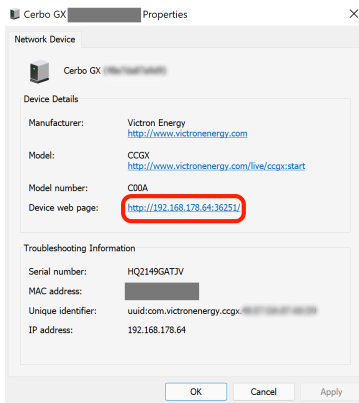 Cerbo GX Properties
Network Device
Cerbo GX
Device Details
Manufacturer: Victron Energy
http://www.victronenergy.com
Model: CCGX
http://www.victronenergy.com/live/ccgx:start
Model number: C00A
Device web page: http://192.168.178.64:36251/
Troubleshooting Information
Serial number: HQ2149GATJV
MAC address:
Unique identifier: uuid:com.victronenergy.ccgx.
IP address: 192.168.178.64
OK Cancel Apply